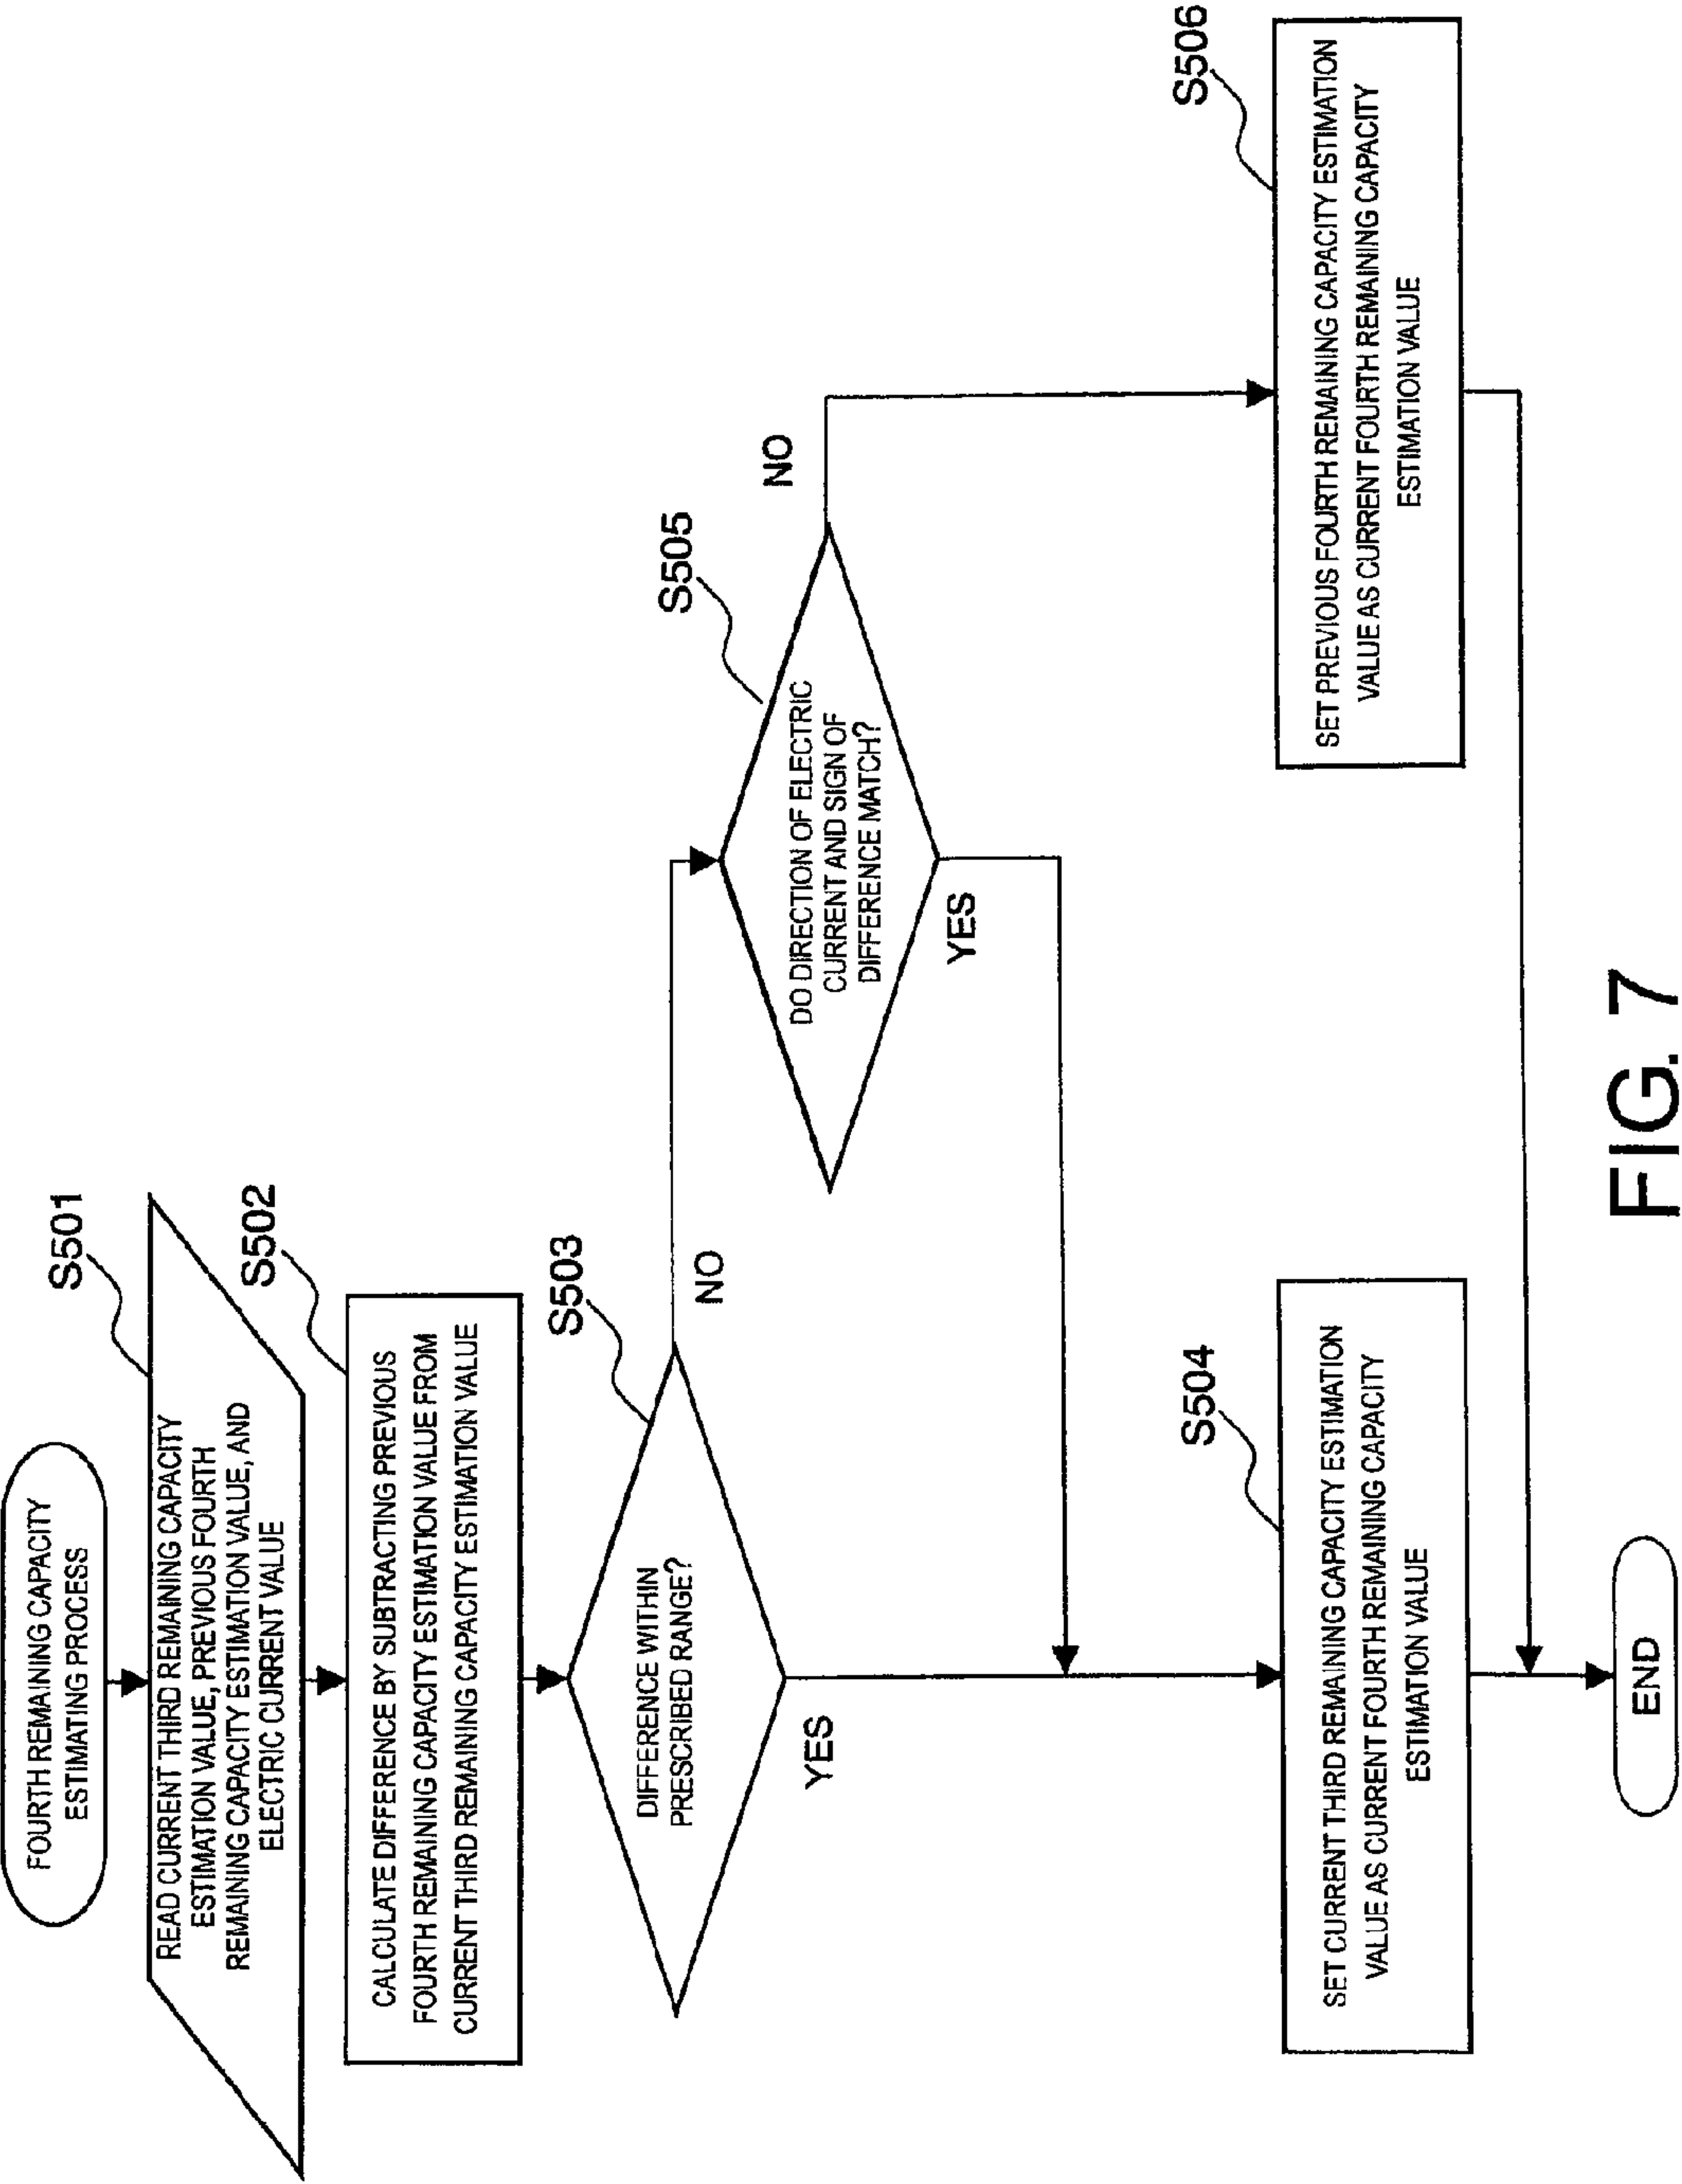 FOURTH REMAINING CAPACITY
ESTIMATING PROCESS
S501
READ CURRENT THIRD REMAINING CAPACITY
ESTIMATION VALUE, PREVIOUS FOURTH
REMAINING CAPACITY ESTIMATION VALUE, AND
ELECTRIC CURRENT VALUE
S502
CALCULATE DIFFERENCE BY SUBTRACTING PREVIOUS
FOURTH REMAINING CAPACITY ESTIMATION VALUE FROM
CURRENT THIRD REMAINING CAPACITY ESTIMATION VALUE
S503
DIFFERENCE WITHIN
PRESCRIBED RANGE?
NO
YES
S505
DO DIRECTION OF ELECTRIC
CURRENT AND SIGN OF
DIFFERENCE MATCH?
NO
YES
S504
SET CURRENT THIRD REMAINING CAPACITY ESTIMATION
VALUE AS CURRENT FOURTH REMAINING CAPACITY
ESTIMATION VALUE
S506
SET PREVIOUS FOURTH REMAINING CAPACITY ESTIMATION
VALUE AS CURRENT FOURTH REMAINING CAPACITY
ESTIMATION VALUE
END
FIG. 7